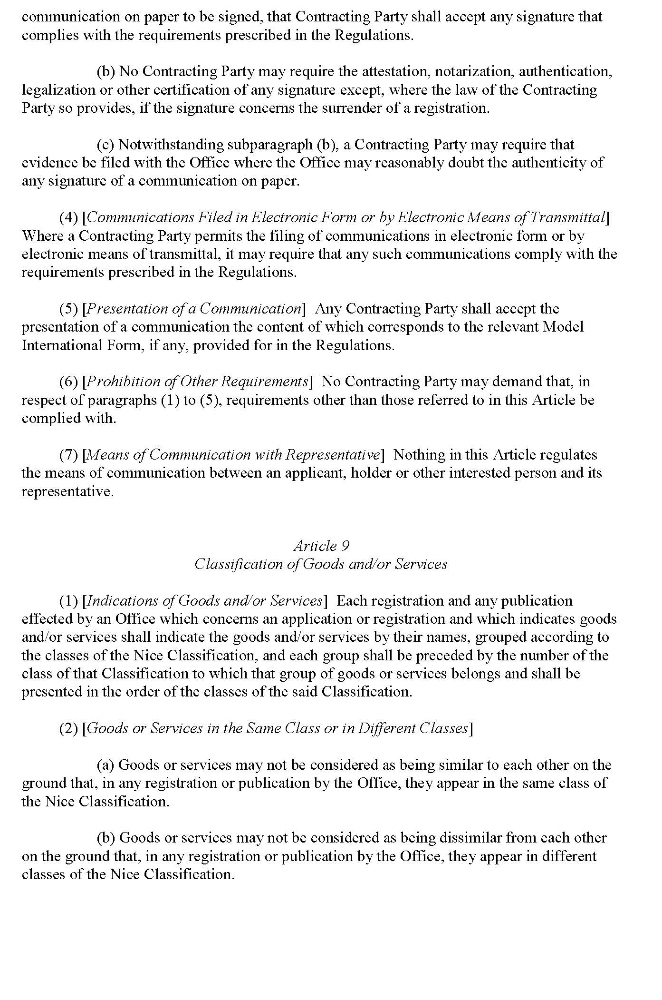 communication on paper to be signed, that Contracting Party shall accept any signature that
complies with the requirements prescribed in the Regulations.
(b) No Contracting Party may require the attestation, notarization, authentication,
legalization or other certification of any signature except, where the law of the Contracting
Party so provides, if the signature concerns the surrender of a registration.
(c) Notwithstanding subparagraph (b), a Contracting Party may require that
evidence be filed with the Office where the Office may reasonably doubt the authenticity of
any signature of a communication on paper.
(4) [Communications Filed in Electronic Form or by Electronic Means of Transmittal]
Where a Contracting Party permits the filing of communications in electronic form or by
electronic means of transmittal, it may require that any such communications comply with the
requirements prescribed in the Regulations.
(5) [Presentation of a Communication]  Any Contracting Party shall accept the
presentation of a communication the content of which corresponds to the relevant Model
International Form, if any, provided for in the Regulations.
(6) [Prohibition of Other Requirements]  No Contracting Party may demand that, in
respect of paragraphs (1) to (5), requirements other than those referred to in this Article be
complied with.
(7) [Means of Communication with Representative]  Nothing in this Article regulates
the means of communication between an applicant, holder or other interested person and its
representative.
Article 9
Classification of Goods and/or Services
(1) [Indications of Goods and/or Services]  Each registration and any publication
effected by an Office which concerns an application or registration and which indicates goods
and/or services shall indicate the goods and/or services by their names, grouped according to
the classes of the Nice Classification, and each group shall be preceded by the number of the
class of that Classification to which that group of goods or services belongs and shall be
presented in the order of the classes of the said Classification.
(2) [Goods or Services in the Same Class or in Different Classes]
(a) Goods or services may not be considered as being similar to each other on the
ground that, in any registration or publication by the Office, they appear in the same class of
the Nice Classification.
(b) Goods or services may not be considered as being dissimilar from each other
on the ground that, in any registration or publication by the Office, they appear in different
classes of the Nice Classification.